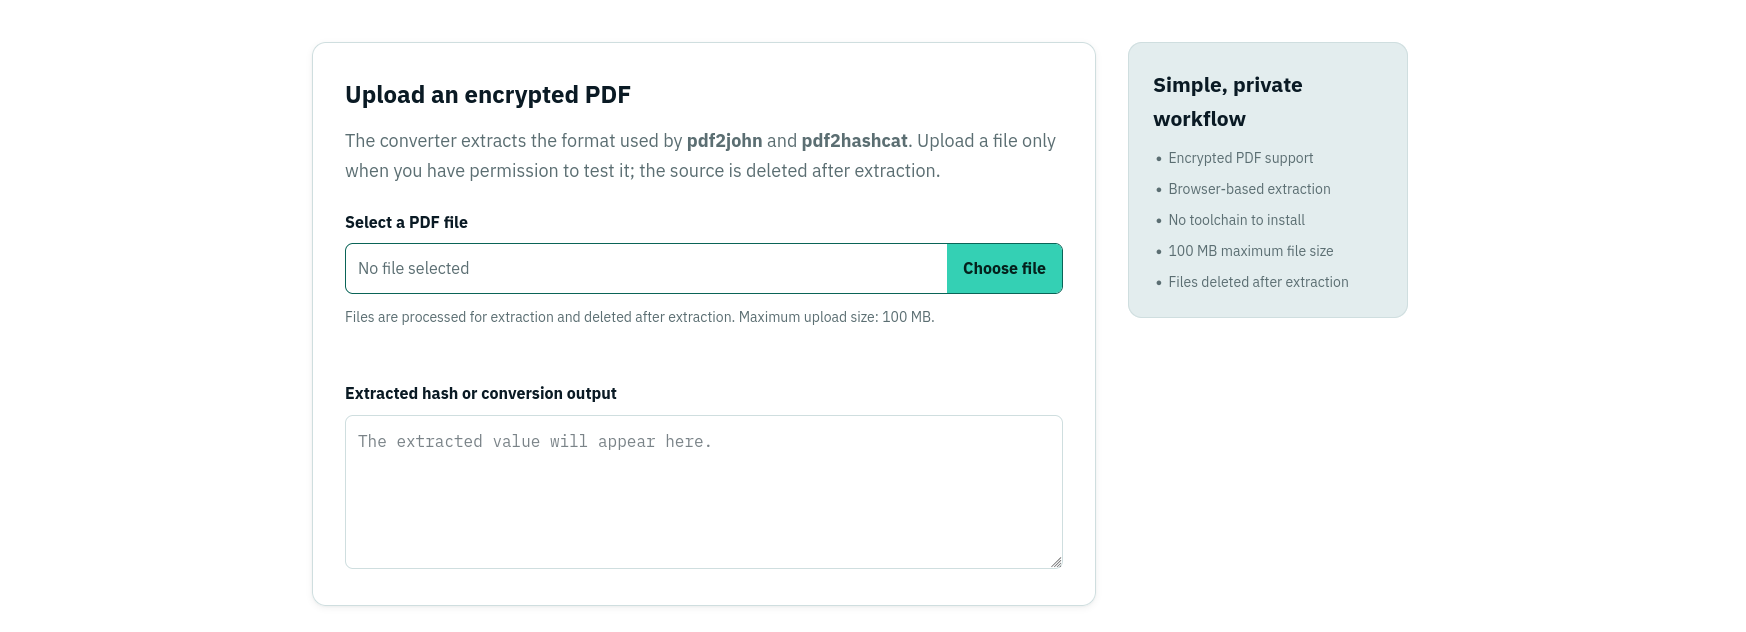 Upload an encrypted PDF
The converter extracts the format used by pdf2john and pdf2hashcat. Upload a file only
when you have permission to test it; the source is deleted after extraction.
Select a PDF file
No file selected
Choose file
Files are processed for extraction and deleted after extraction. Maximum upload size: 100 MB.
Extracted hash or conversion output
The extracted value will appear here.
Simple, private
workflow
• Encrypted PDF support
• Browser-based extraction
• No toolchain to install
• 100 MB maximum file size
• Files deleted after extraction